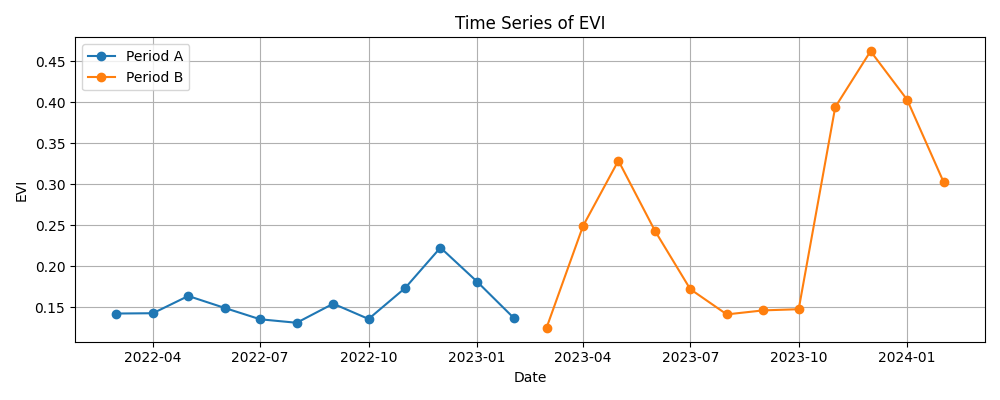 Time Series of EVI
Period A
Period B
0.45
0.40
0.35
0.30
0.25
0.20
0.15
EVI
2022-04 2022-07 2022-10 2023-01 2023-04 2023-07 2023-10 2024-01
Date